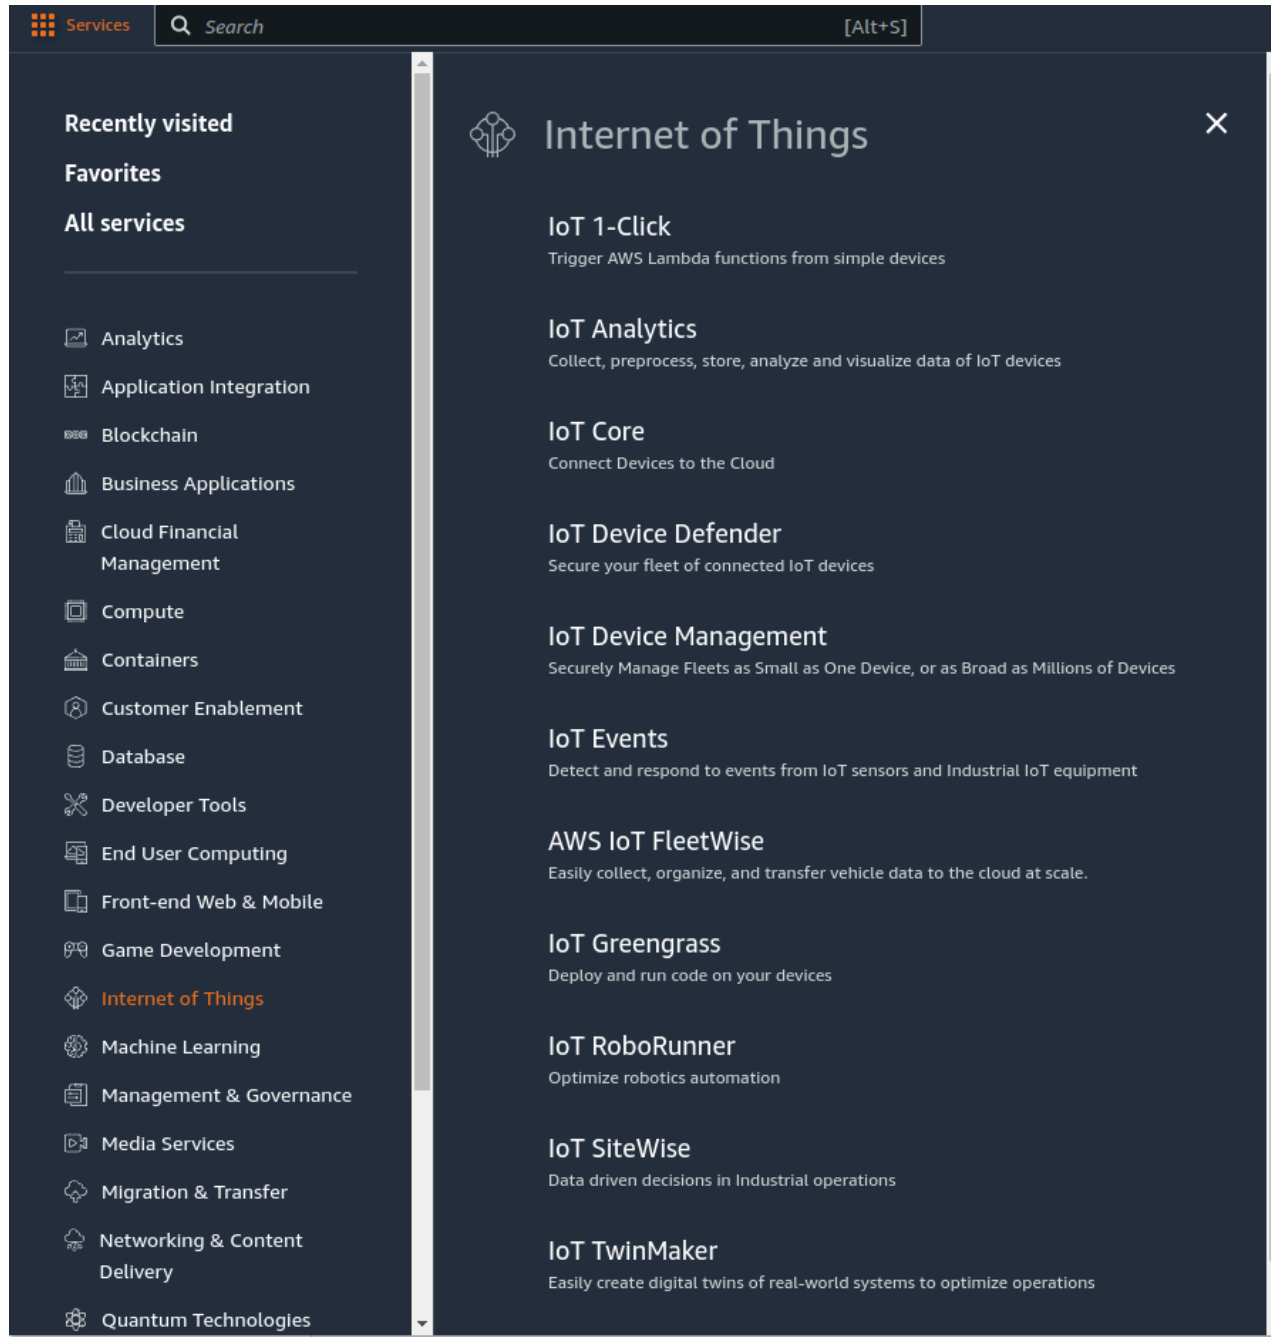 Services
Search [Alt+S]
Recently visited
Favorites
All services
Analytics
Application Integration
Blockchain
Business Applications
Cloud Financial
Management
Compute
Containers
Customer Enablement
Database
Developer Tools
End User Computing
Front-end Web & Mobile
Game Development
Internet of Things
Machine Learning
Management & Governance
Media Services
Migration & Transfer
Networking & Content
Delivery
Quantum Technologies
Internet of Things
IoT 1-Click
Trigger AWS Lambda functions from simple devices
IoT Analytics
Collect, preprocess, store, analyze and visualize data of IoT devices
IoT Core
Connect Devices to the Cloud
IoT Device Defender
Secure your fleet of connected IoT devices
IoT Device Management
Securely Manage Fleets as Small as One Device, or as Broad as Millions of Devices
IoT Events
Detect and respond to events from IoT sensors and Industrial IoT equipment
AWS IoT FleetWise
Easily collect, organize, and transfer vehicle data to the cloud at scale.
IoT Greengrass
Deploy and run code on your devices
IoT RoboRunner
Optimize robotics automation
IoT SiteWise
Data driven decisions in Industrial operations
IoT TwinMaker
Easily create digital twins of real-world systems to optimize operations